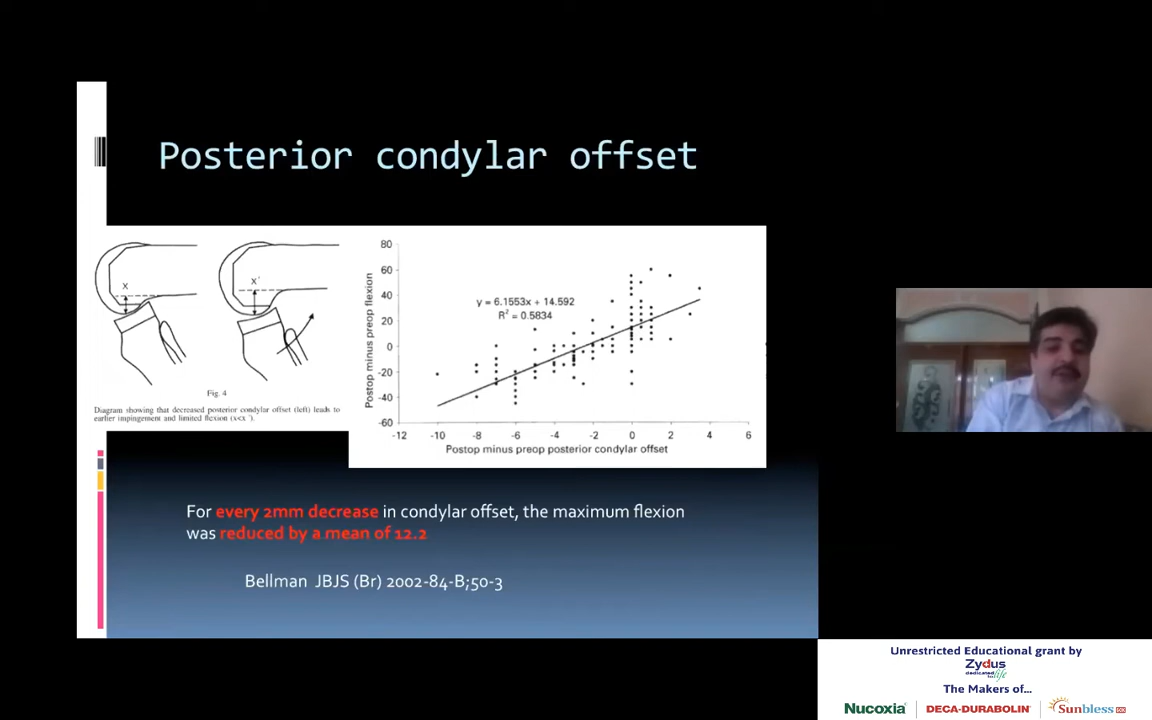 Posterior condylar offset
X
X'
Fig. 4
Diagram showing that decreased posterior condylar offset (left) leads to
earlier impingement and limited flexion (x<x ').
Postop minus preop flexion
80
60
40
20
0
-20
-40
-60
y = 6.1553x + 14.592
R² = 0.5834
-12 -10 -8 -6 -4 -2 0 2 4 6
Postop minus preop posterior condylar offset
For every 2mm decrease in condylar offset, the maximum flexion
was reduced by a mean of 12.2
Bellman JBJS (Br) 2002-84-B;50-3
Unrestricted Educational grant by
Zydus
dedicated to life
The Makers of...
Nucoxia DECA-DURABOLIN Sunbless